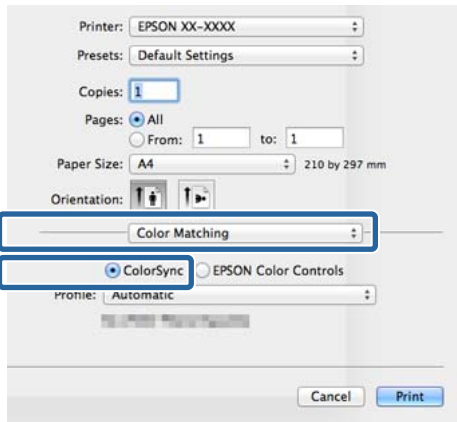 Printer: EPSON XX-XXXX
Presets: Default Settings
Copies: 1
Pages: All
From: 1 to: 1
Paper Size: A4 210 by 297 mm
Orientation:
Color Matching
ColorSync EPSON Color Controls
Profile: Automatic
Cancel Print